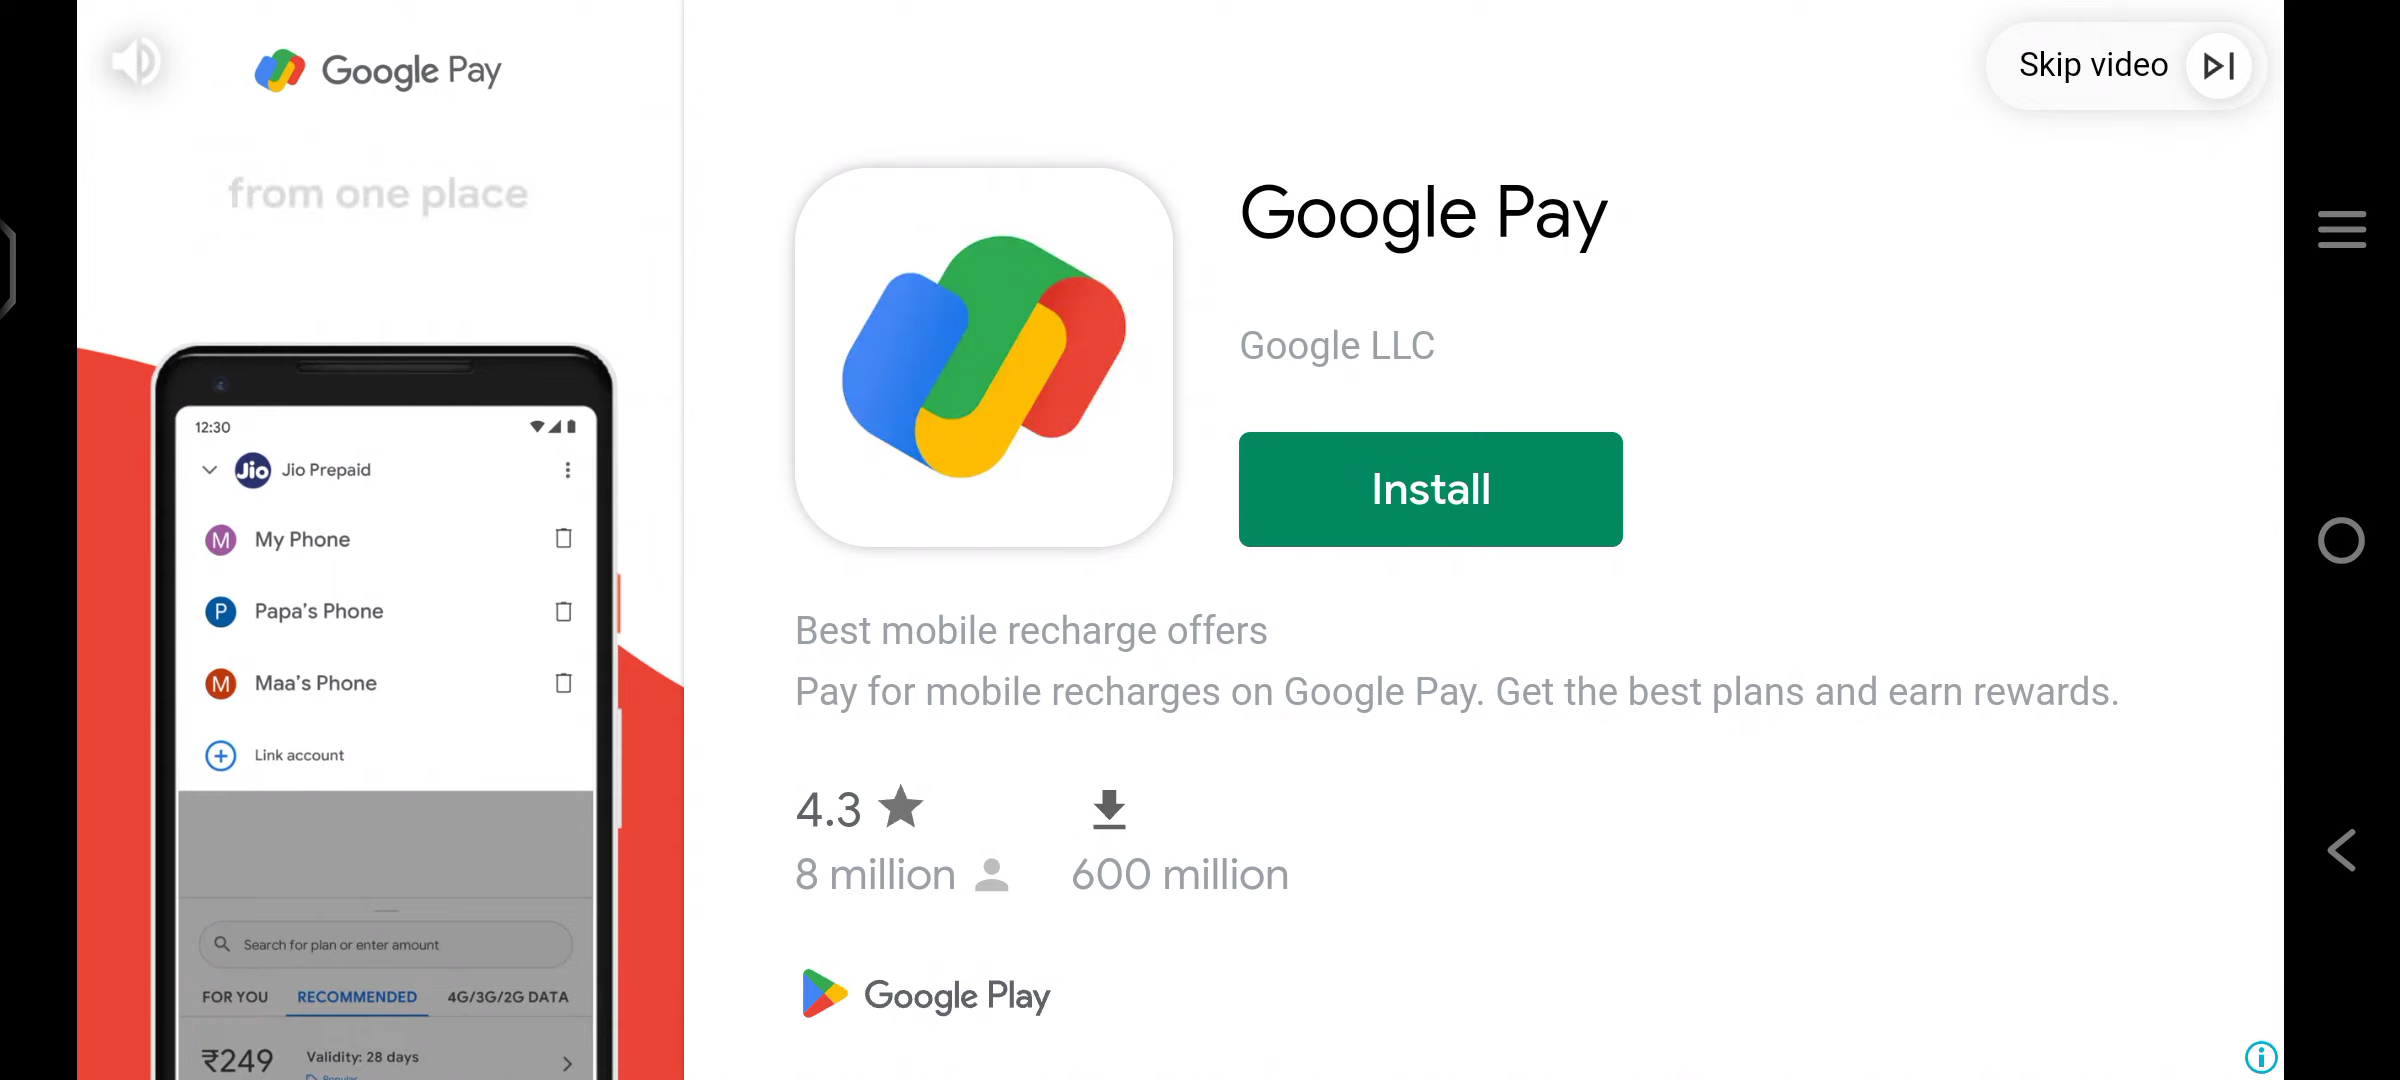 Google Pay
from one place
12:30
Jio Jio Prepaid
M My Phone
P Papa's Phone
M Maa's Phone
Link account
Search for plan or enter amount
FOR YOU RECOMMENDED 4G/3G/2G DATA
₹249 Validity: 28 days
Popular
Skip video
Google Pay
Google LLC
Install
Best mobile recharge offers
Pay for mobile recharges on Google Pay. Get the best plans and earn rewards.
4.3
8 million 600 million
Google Play